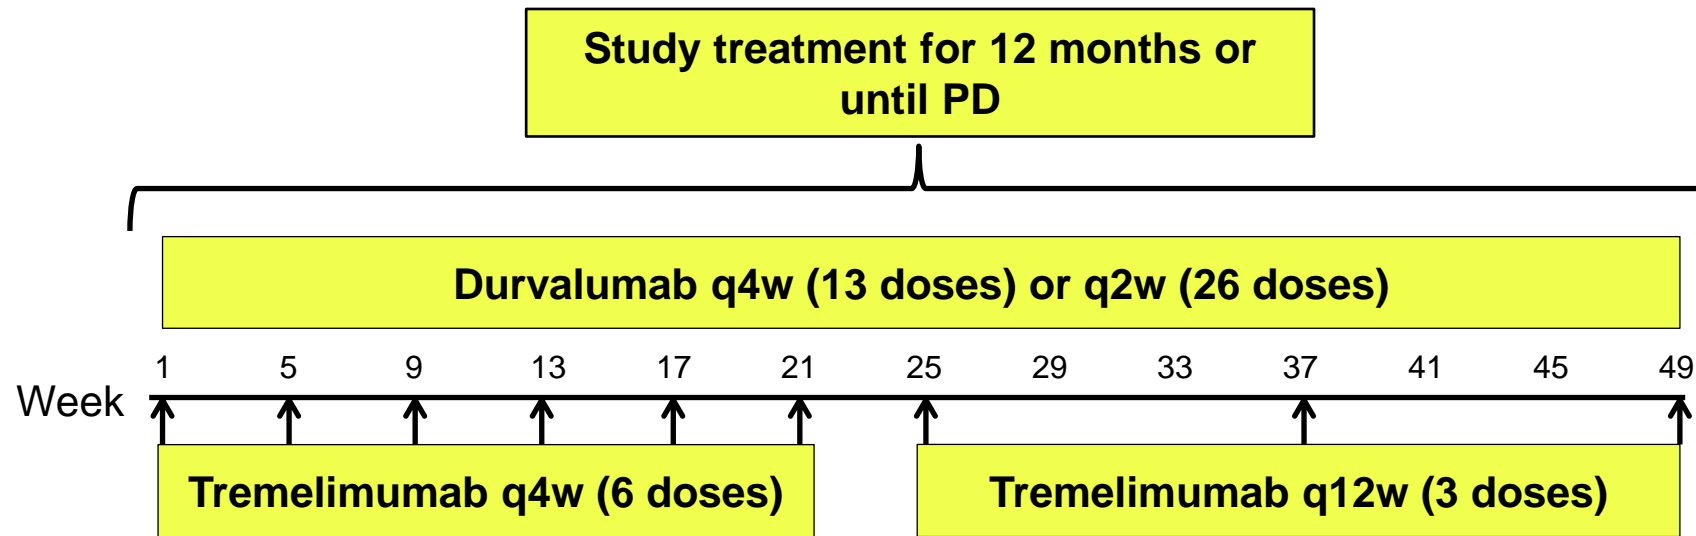 Study treatment for 12 months or
until PD
Durvalumab q4w (13 doses) or q2w (26 doses)
1 5 9 13 17 21 25 29 33 37 41 45 49
Week
Tremelimumab q4w (6 doses) Tremelimumab q12w (3 doses)